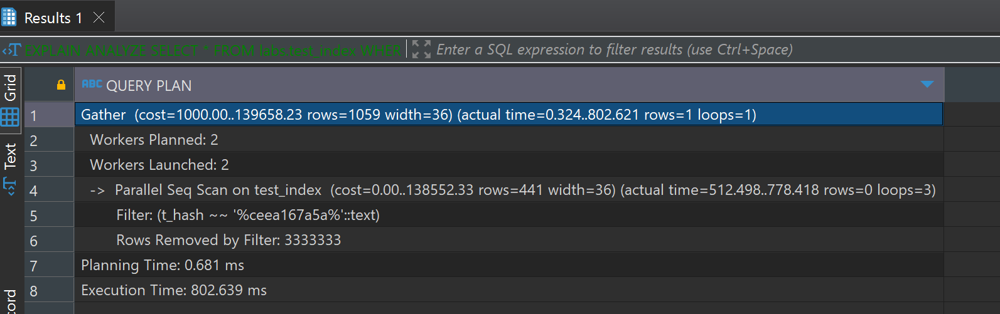 Results 1
EXPLAIN ANALYZE SELECT * FROM labs.test_index WHER
Enter a SQL expression to filter results (use Ctrl+Space)
Grid
Text
cord
ABC QUERY PLAN
1 Gather  (cost=1000.00..139658.23 rows=1059 width=36) (actual time=0.324..802.621 rows=1 loops=1)
2 Workers Planned: 2
3 Workers Launched: 2
4 ->  Parallel Seq Scan on test_index  (cost=0.00..138552.33 rows=441 width=36) (actual time=512.498..778.418 rows=0 loops=3)
5 Filter: (t_hash ~~ '%ceea167a5a%'::text)
6 Rows Removed by Filter: 3333333
7 Planning Time: 0.681 ms
8 Execution Time: 802.639 ms